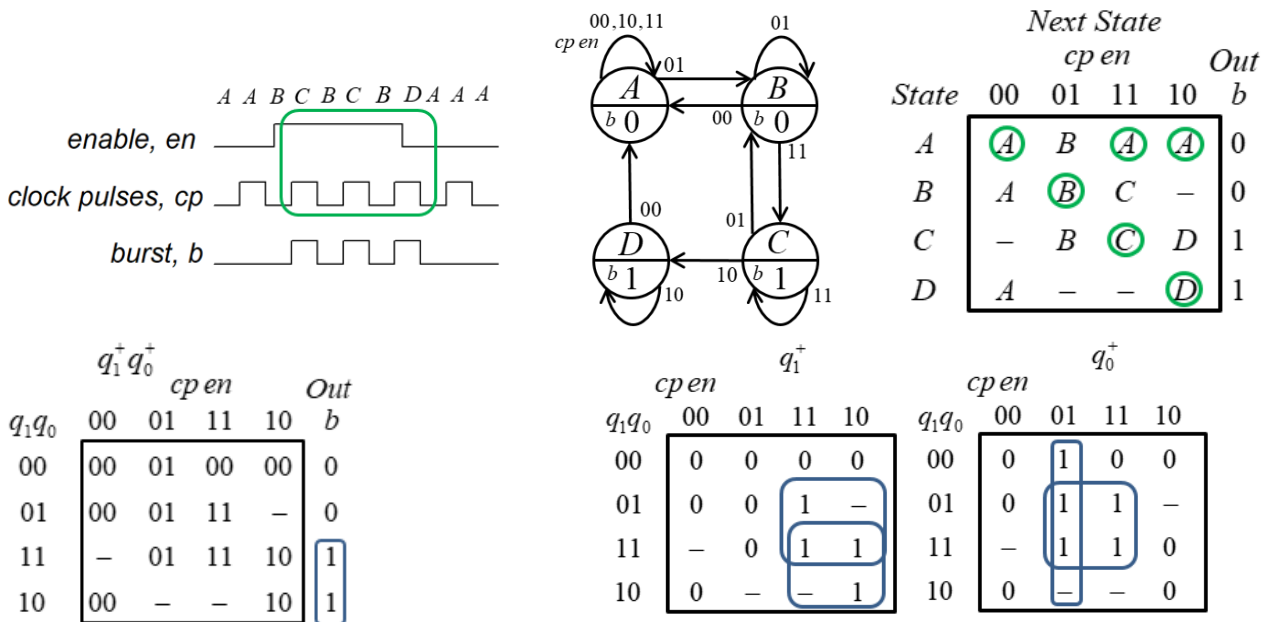 A A B C B C B D A A A
enable, en
clock pulses, cp
burst, b
00,10,11
cp en
01
01
A
b 0
B
b 0
00
11
00
01
D
b 1
C
b 1
10
10
11
Next State
cp en Out
State 00 01 11 10 b
A A B A A 0
B A B C – 0
C – B C D 1
D A – – D 1
q₁⁺q₀⁺
cp en Out
q₁q₀ 00 01 11 10 b
00 00 01 00 00 0
01 00 01 11 – 0
11 – 01 11 10 1
10 00 – – 10 1
q₁⁺
cp en
q₁q₀ 00 01 11 10
00 0 0 0 0
01 0 0 1 –
11 – 0 1 1
10 0 – – 1
q₀⁺
cp en
q₁q₀ 00 01 11 10
00 0 1 0 0
01 0 1 1 –
11 – 1 1 0
10 0 – – 0